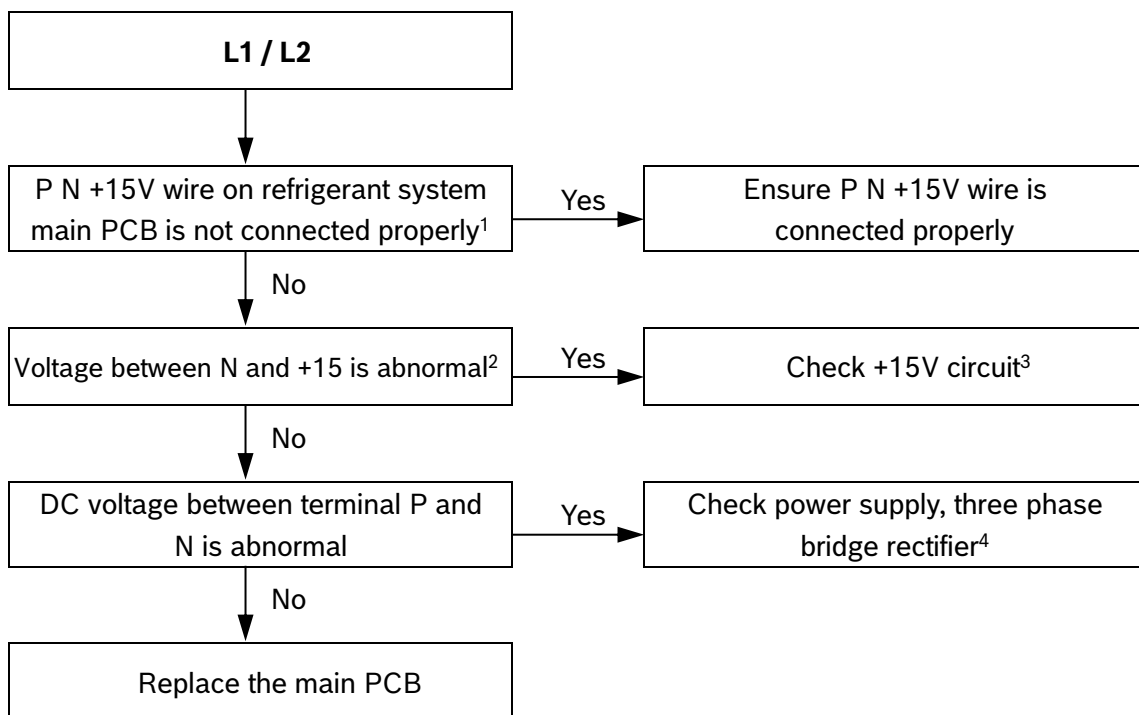 L1 / L2
P N +15V wire on refrigerant system
main PCB is not connected properly¹
Yes
Ensure P N +15V wire is
connected properly
No
Voltage between N and +15 is abnormal²
Yes
Check +15V circuit³
No
DC voltage between terminal P and
N is abnormal
Yes
Check power supply, three phase
bridge rectifier⁴
No
Replace the main PCB